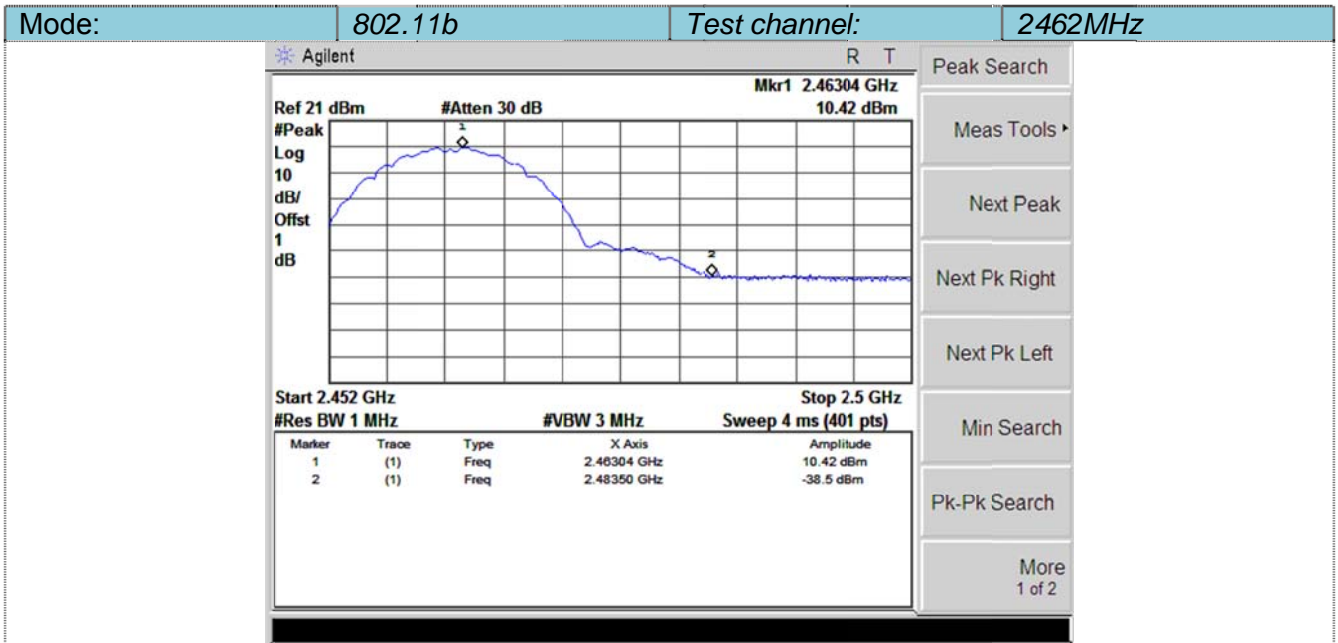 Mode: 802.11b Test channel: 2462MHz
Agilent R T
Peak Search
Mkr1 2.46304 GHz
Ref 21 dBm #Atten 30 dB 10.42 dBm
#Peak
Log
10
dB/
Offst
1
dB
1
2
Meas Tools
Next Peak
Next Pk Right
Next Pk Left
Min Search
Pk-Pk Search
More
1 of 2
Start 2.452 GHz Stop 2.5 GHz
#Res BW 1 MHz #VBW 3 MHz Sweep 4 ms (401 pts)
Marker Trace Type X Axis Amplitude
1 (1) Freq 2.46304 GHz 10.42 dBm
2 (1) Freq 2.48350 GHz -38.5 dBm